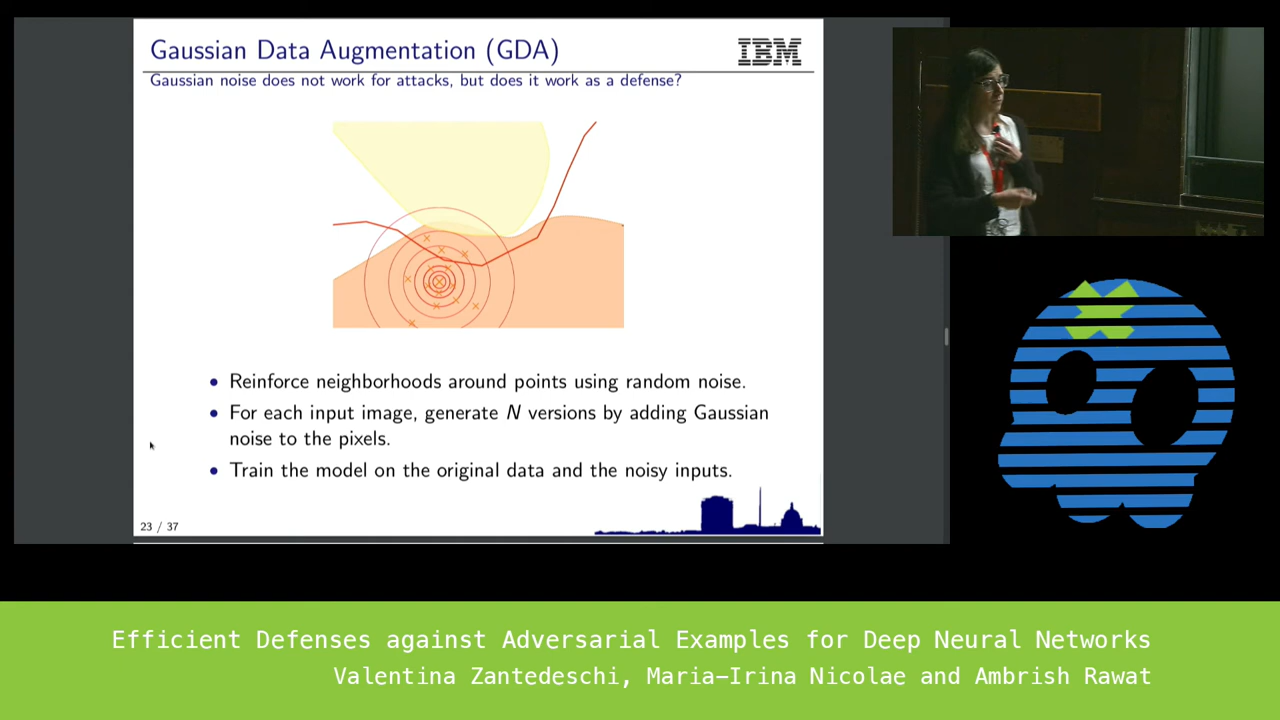 Gaussian Data Augmentation (GDA)
IBM
Gaussian noise does not work for attacks, but does it work as a defense?
• Reinforce neighborhoods around points using random noise.
• For each input image, generate N versions by adding Gaussian
noise to the pixels.
• Train the model on the original data and the noisy inputs.
23 / 37
Efficient Defenses against Adversarial Examples for Deep Neural Networks
Valentina Zantedeschi, Maria-Irina Nicolae and Ambrish Rawat